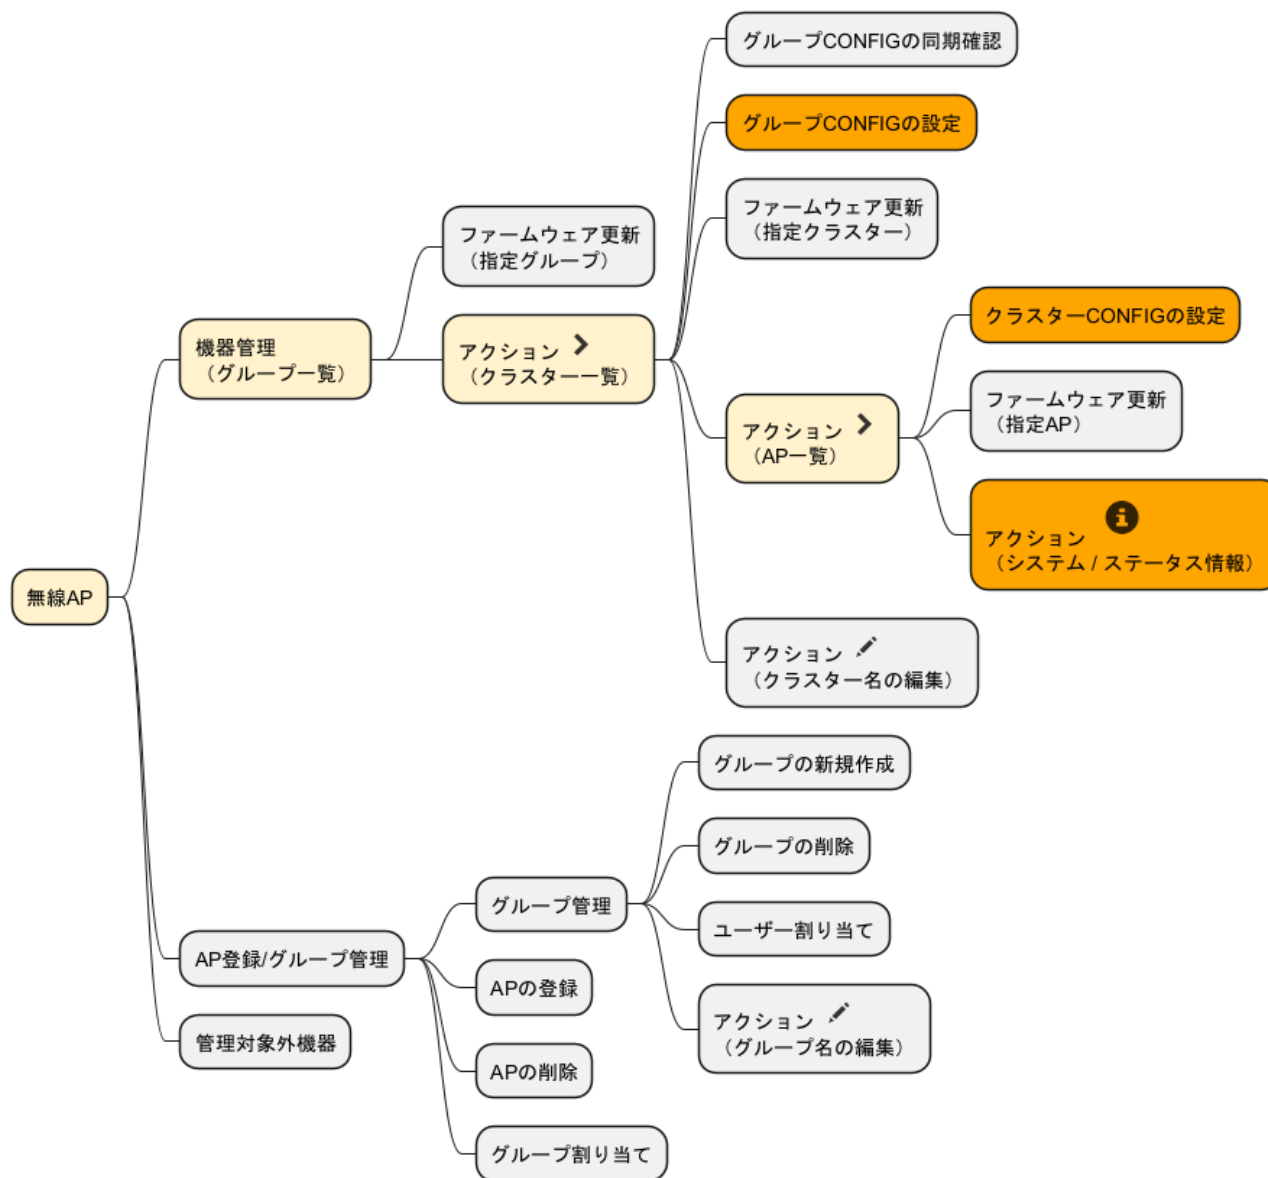 グループCONFIGの同期確認
グループCONFIGの設定
ファームウェア更新
（指定クラスター）
ファームウェア更新
（指定グループ）
クラスターCONFIGの設定
機器管理
（グループ一覧）
アクション
（クラスター一覧）
ファームウェア更新
（指定AP）
アクション
（AP一覧）
アクション
（システム / ステータス情報）
無線AP
アクション
（クラスター名の編集）
グループの新規作成
グループの削除
グループ管理
ユーザー割り当て
AP登録/グループ管理
APの登録
アクション
（グループ名の編集）
管理対象外機器
APの削除
グループ割り当て